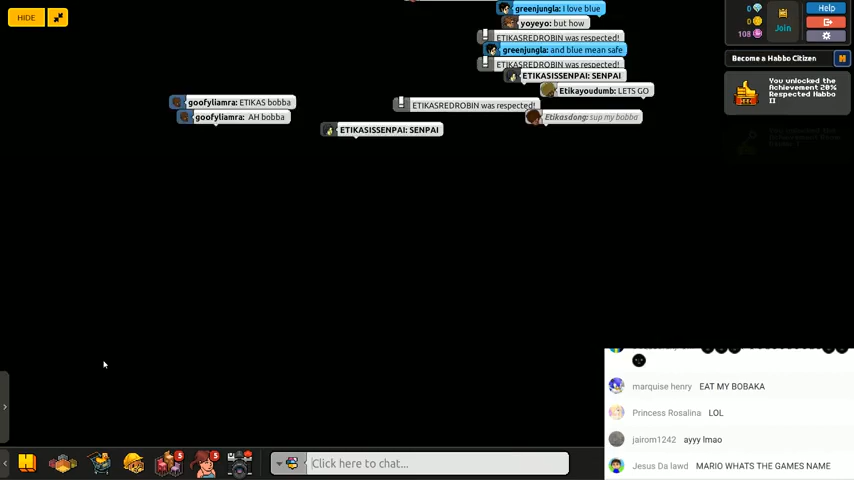 HIDE
greenjungla: I love blue
yoyeyo: but how
ETIKASREDROBIN was respected!
greenjungla: and blue mean safe
ETIKASREDROBIN was respected!
ETIKASISSENPAI: SENPAI
Etikayoudumb: LETS GO
goofyliamra: ETIKAS bobba
ETIKASREDROBIN was respected!
goofyliamra: AH bobba
Etikasdong: sup my bobba
ETIKASISSENPAI: SENPAI
0
0
108
Join
Help
Become a Habbo Citizen
You unlocked the
Achievement 20%
Respected Habbo
II
marquise henry EAT MY BOBAKA
Princess Rosalina LOL
jairom1242 ayyy lmao
Jesus Da lawd MARIO WHATS THE GAMES NAME
5
5
Click here to chat...